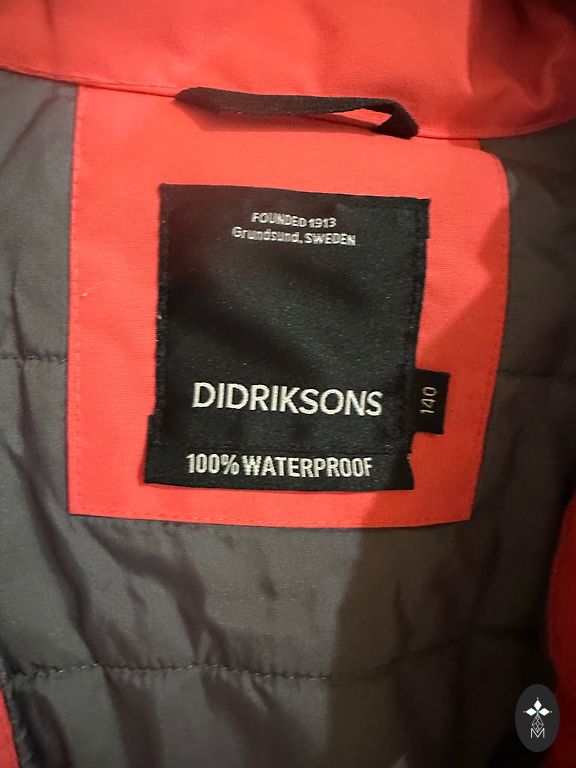 FOUNDED 1913
Grundsund, SWEDEN
DIDRIKSONS
140
100% WATERPROOF
M